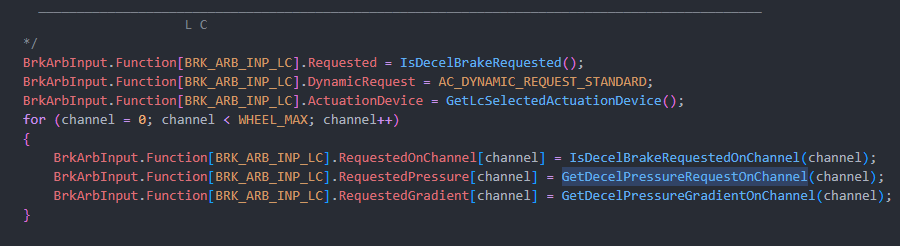 L C
*/
BrkArbInput.Function[BRK_ARB_INP_LC].Requested = IsDecelBrakeRequested();
BrkArbInput.Function[BRK_ARB_INP_LC].DynamicRequest = AC_DYNAMIC_REQUEST_STANDARD;
BrkArbInput.Function[BRK_ARB_INP_LC].ActuationDevice = GetLcSelectedActuationDevice();
for (channel = 0; channel < WHEEL_MAX; channel++)
{
    BrkArbInput.Function[BRK_ARB_INP_LC].RequestedOnChannel[channel] = IsDecelBrakeRequestedOnChannel(channel);
    BrkArbInput.Function[BRK_ARB_INP_LC].RequestedPressure[channel] = GetDecelPressureRequestOnChannel(channel);
    BrkArbInput.Function[BRK_ARB_INP_LC].RequestedGradient[channel] = GetDecelPressureGradientOnChannel(channel);
}